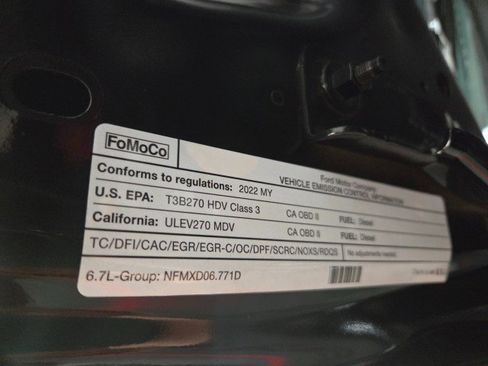 FoMoCo
Ford Motor Company
VEHICLE EMISSION CONTROL INFORMATION
Conforms to regulations: 2022 MY
U.S. EPA: T3B270 HDV Class 3 CA OBD II FUEL: Diesel
California: ULEV270 MDV CA OBD II FUEL: Diesel
TC/DFI/CAC/EGR/EGR-C/OC/DPF/SCRC/NOXS/RDQS No adjustments needed.
6.7L-Group: NFMXD06.771D